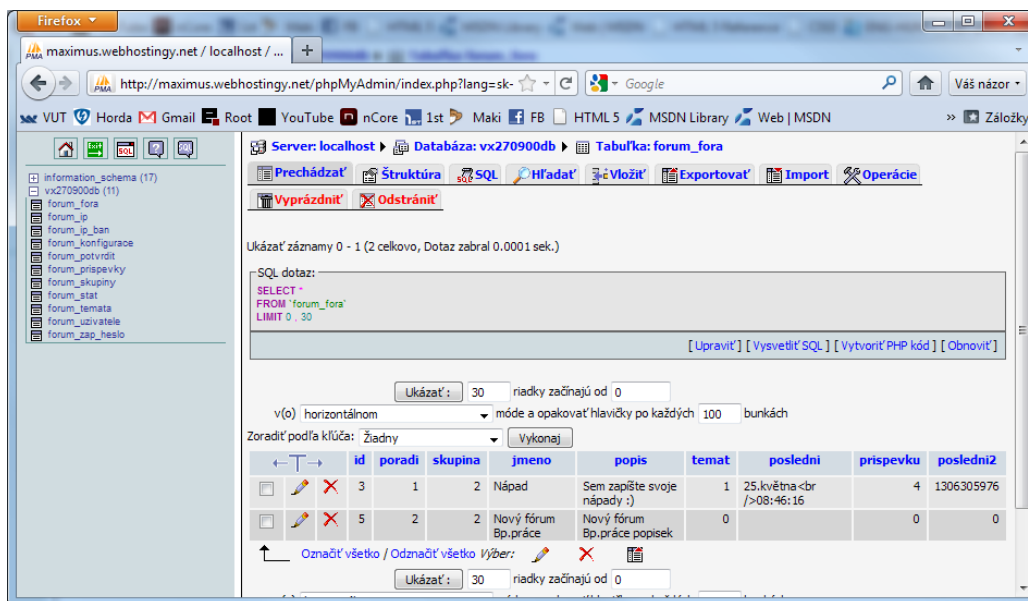 Firefox
maximus.webhostingy.net / localhost / ...
http://maximus.webhostingy.net/phpMyAdmin/index.php?lang=sk-
Google
Váš názor
VUT Horda Gmail Root YouTube nCore 1st Maki FB HTML 5 MSDN Library Web | MSDN » Záložky
information_schema (17)
vx270900db (11)
forum_fora
forum_ip
forum_ip_ban
forum_konfigurace
forum_potvrdit
forum_prispevky
forum_skupiny
forum_stat
forum_temata
forum_uzivatele
forum_zap_heslo
Server: localhost Databáza: vx270900db Tabuľka: forum_fora
Prechádzať Štruktúra SQL Hľadať Vložiť Exportovať Import Operácie
Vyprázdniť Odstrániť
Ukázať záznamy 0 - 1 (2 celkovo, Dotaz zabral 0.0001 sek.)
SQL dotaz:
SELECT *
FROM `forum_fora`
LIMIT 0 , 30
[ Upraviť ] [ Vysvetliť SQL ] [ Vytvoriť PHP kód ] [ Obnoviť ]
Ukázať : 30 riadky začínajú od 0
v(o) horizontálnom móde a opakovať hlavičky po každých 100 bunkách
Zoradiť podľa kľúča: Žiadny Vykonaj
id poradi skupina jmeno popis temat posledni prispevku posledni2
3 1 2 Nápad Sem zapíšte svoje nápady :) 1 25.května<br />08:46:16 4 1306305976
5 2 2 Nový fórum Bp.práce Nový fórum Bp.práce popisek 0 0 0
Označiť všetko / Odznačiť všetko Výber:
Ukázať : 30 riadky začínajú od 0